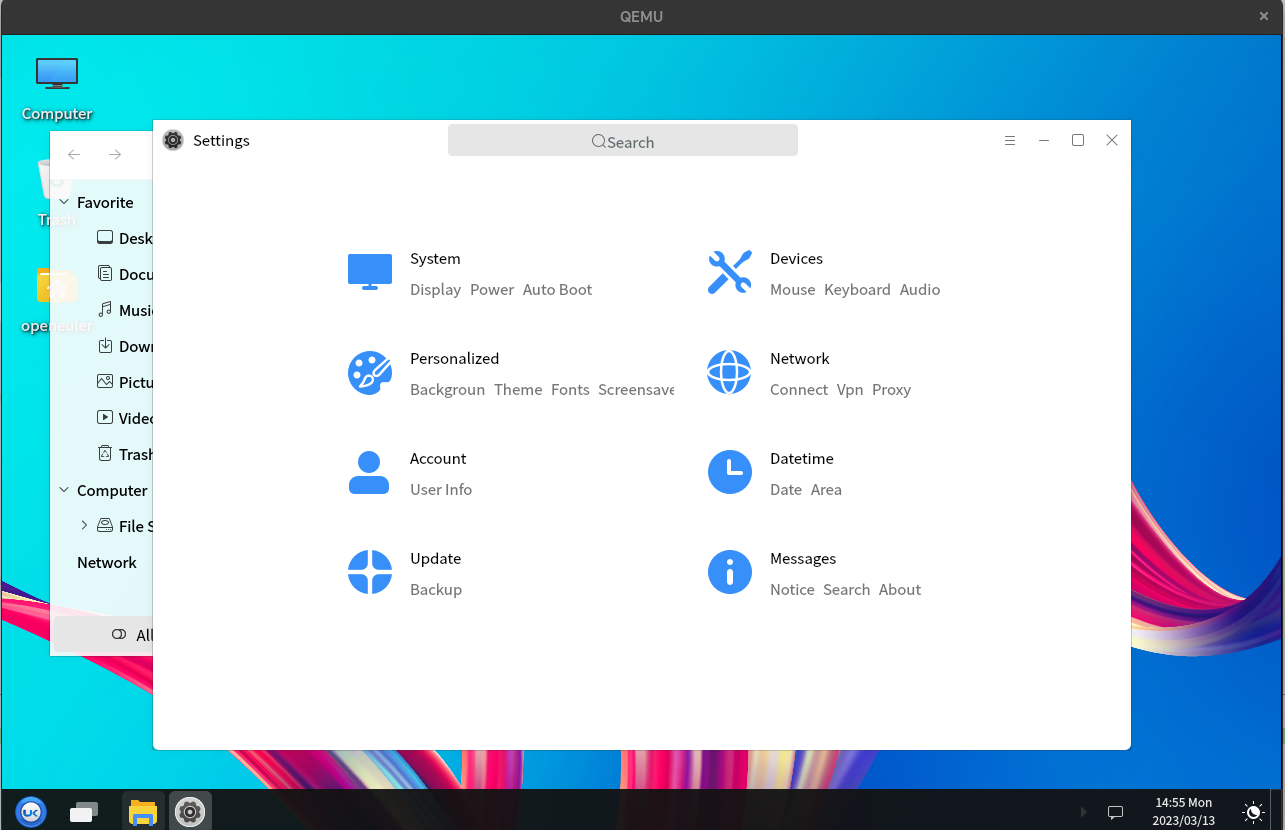 QEMU
Computer
Trash
openeuler
Favorite
Desk
Docu
Musi
Down
Pictu
Video
Trash
Computer
File S
Network
All
Settings
Search
System
Display Power Auto Boot
Devices
Mouse Keyboard Audio
Personalized
Backgroun Theme Fonts Screensave
Network
Connect Vpn Proxy
Account
User Info
Datetime
Date Area
Update
Backup
Messages
Notice Search About
UK
14:55 Mon
2023/03/13